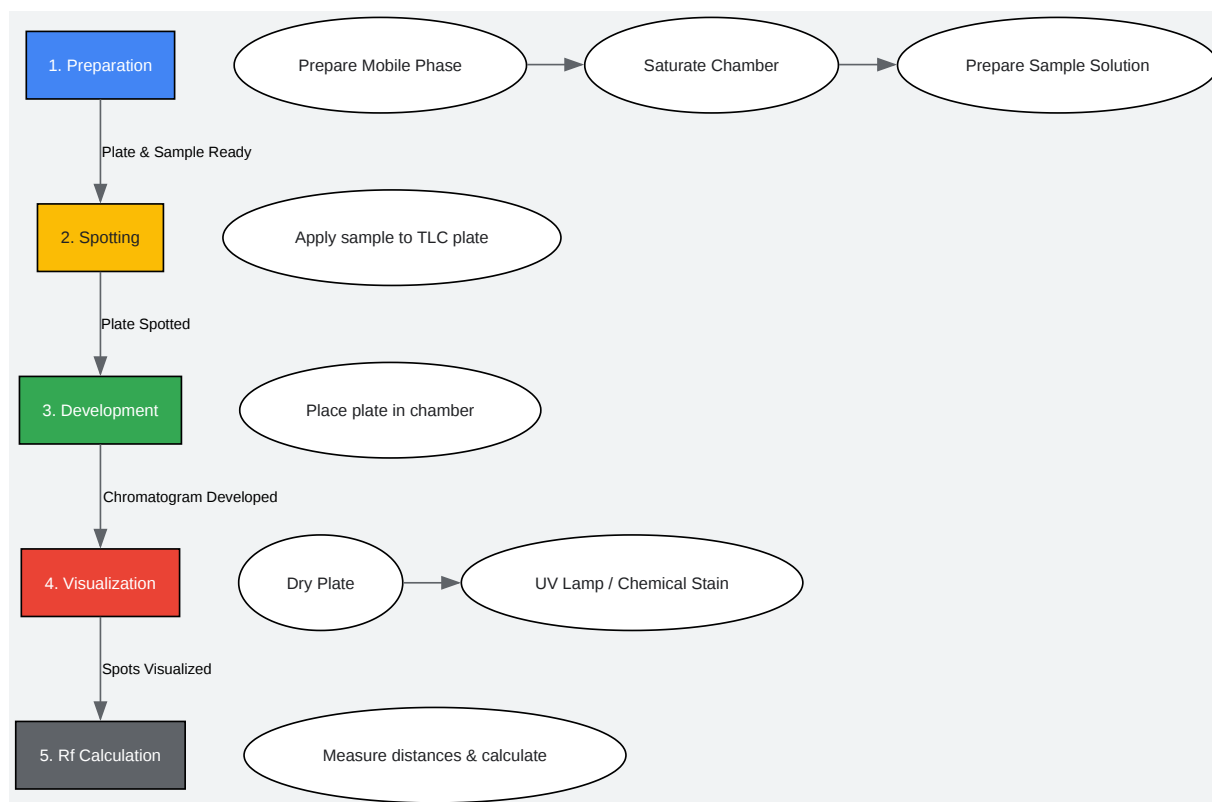 1. Preparation
Prepare Mobile Phase
Saturate Chamber
Prepare Sample Solution
Plate & Sample Ready
2. Spotting
Apply sample to TLC plate
Plate Spotted
3. Development
Place plate in chamber
Chromatogram Developed
4. Visualization
Dry Plate
UV Lamp / Chemical Stain
Spots Visualized
5. Rf Calculation
Measure distances & calculate